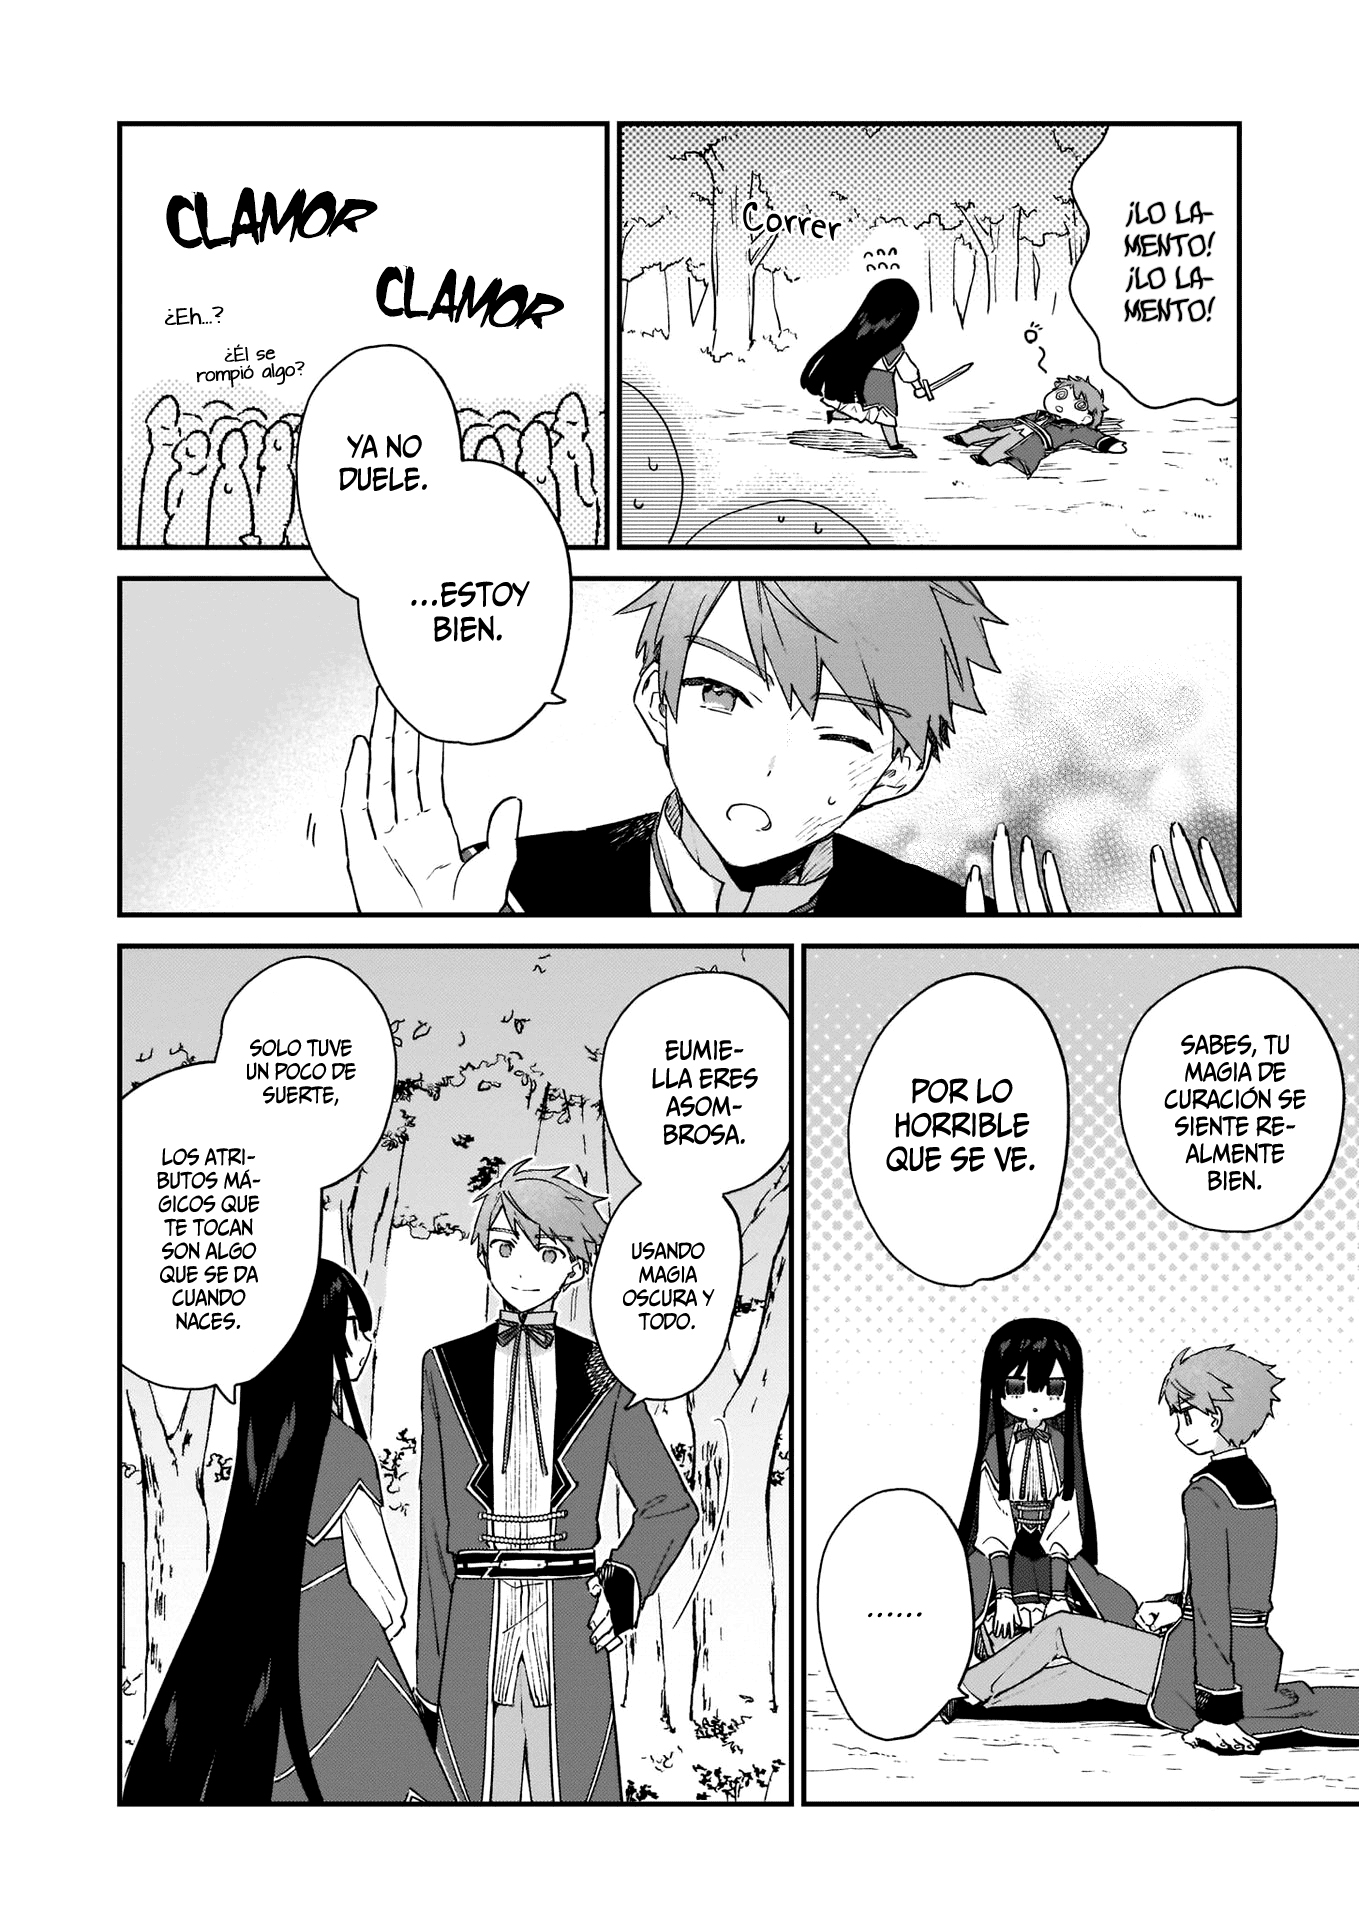 ¡LO LA-
MENTO!
¡LO LA-
MENTO!
Correr
CLAMOR
CLAMOR
¿Eh...?
¿Él se
rompió algo?
YA NO
DUELE.
...ESTOY
BIEN.
SABES, TU
MAGIA DE
CURACIÓN SE
SIENTE RE-
ALMENTE
BIEN.
POR LO
HORRIBLE
QUE SE VE.
......
EUMIE-
LLA ERES
ASOM-
BROSA.
USANDO
MAGIA
OSCURA Y
TODO.
SOLO TUVE
UN POCO DE
SUERTE,
LOS ATRI-
BUTOS MÁ-
GICOS QUE
TE TOCAN
SON ALGO
QUE SE DA
CUANDO
NACES.